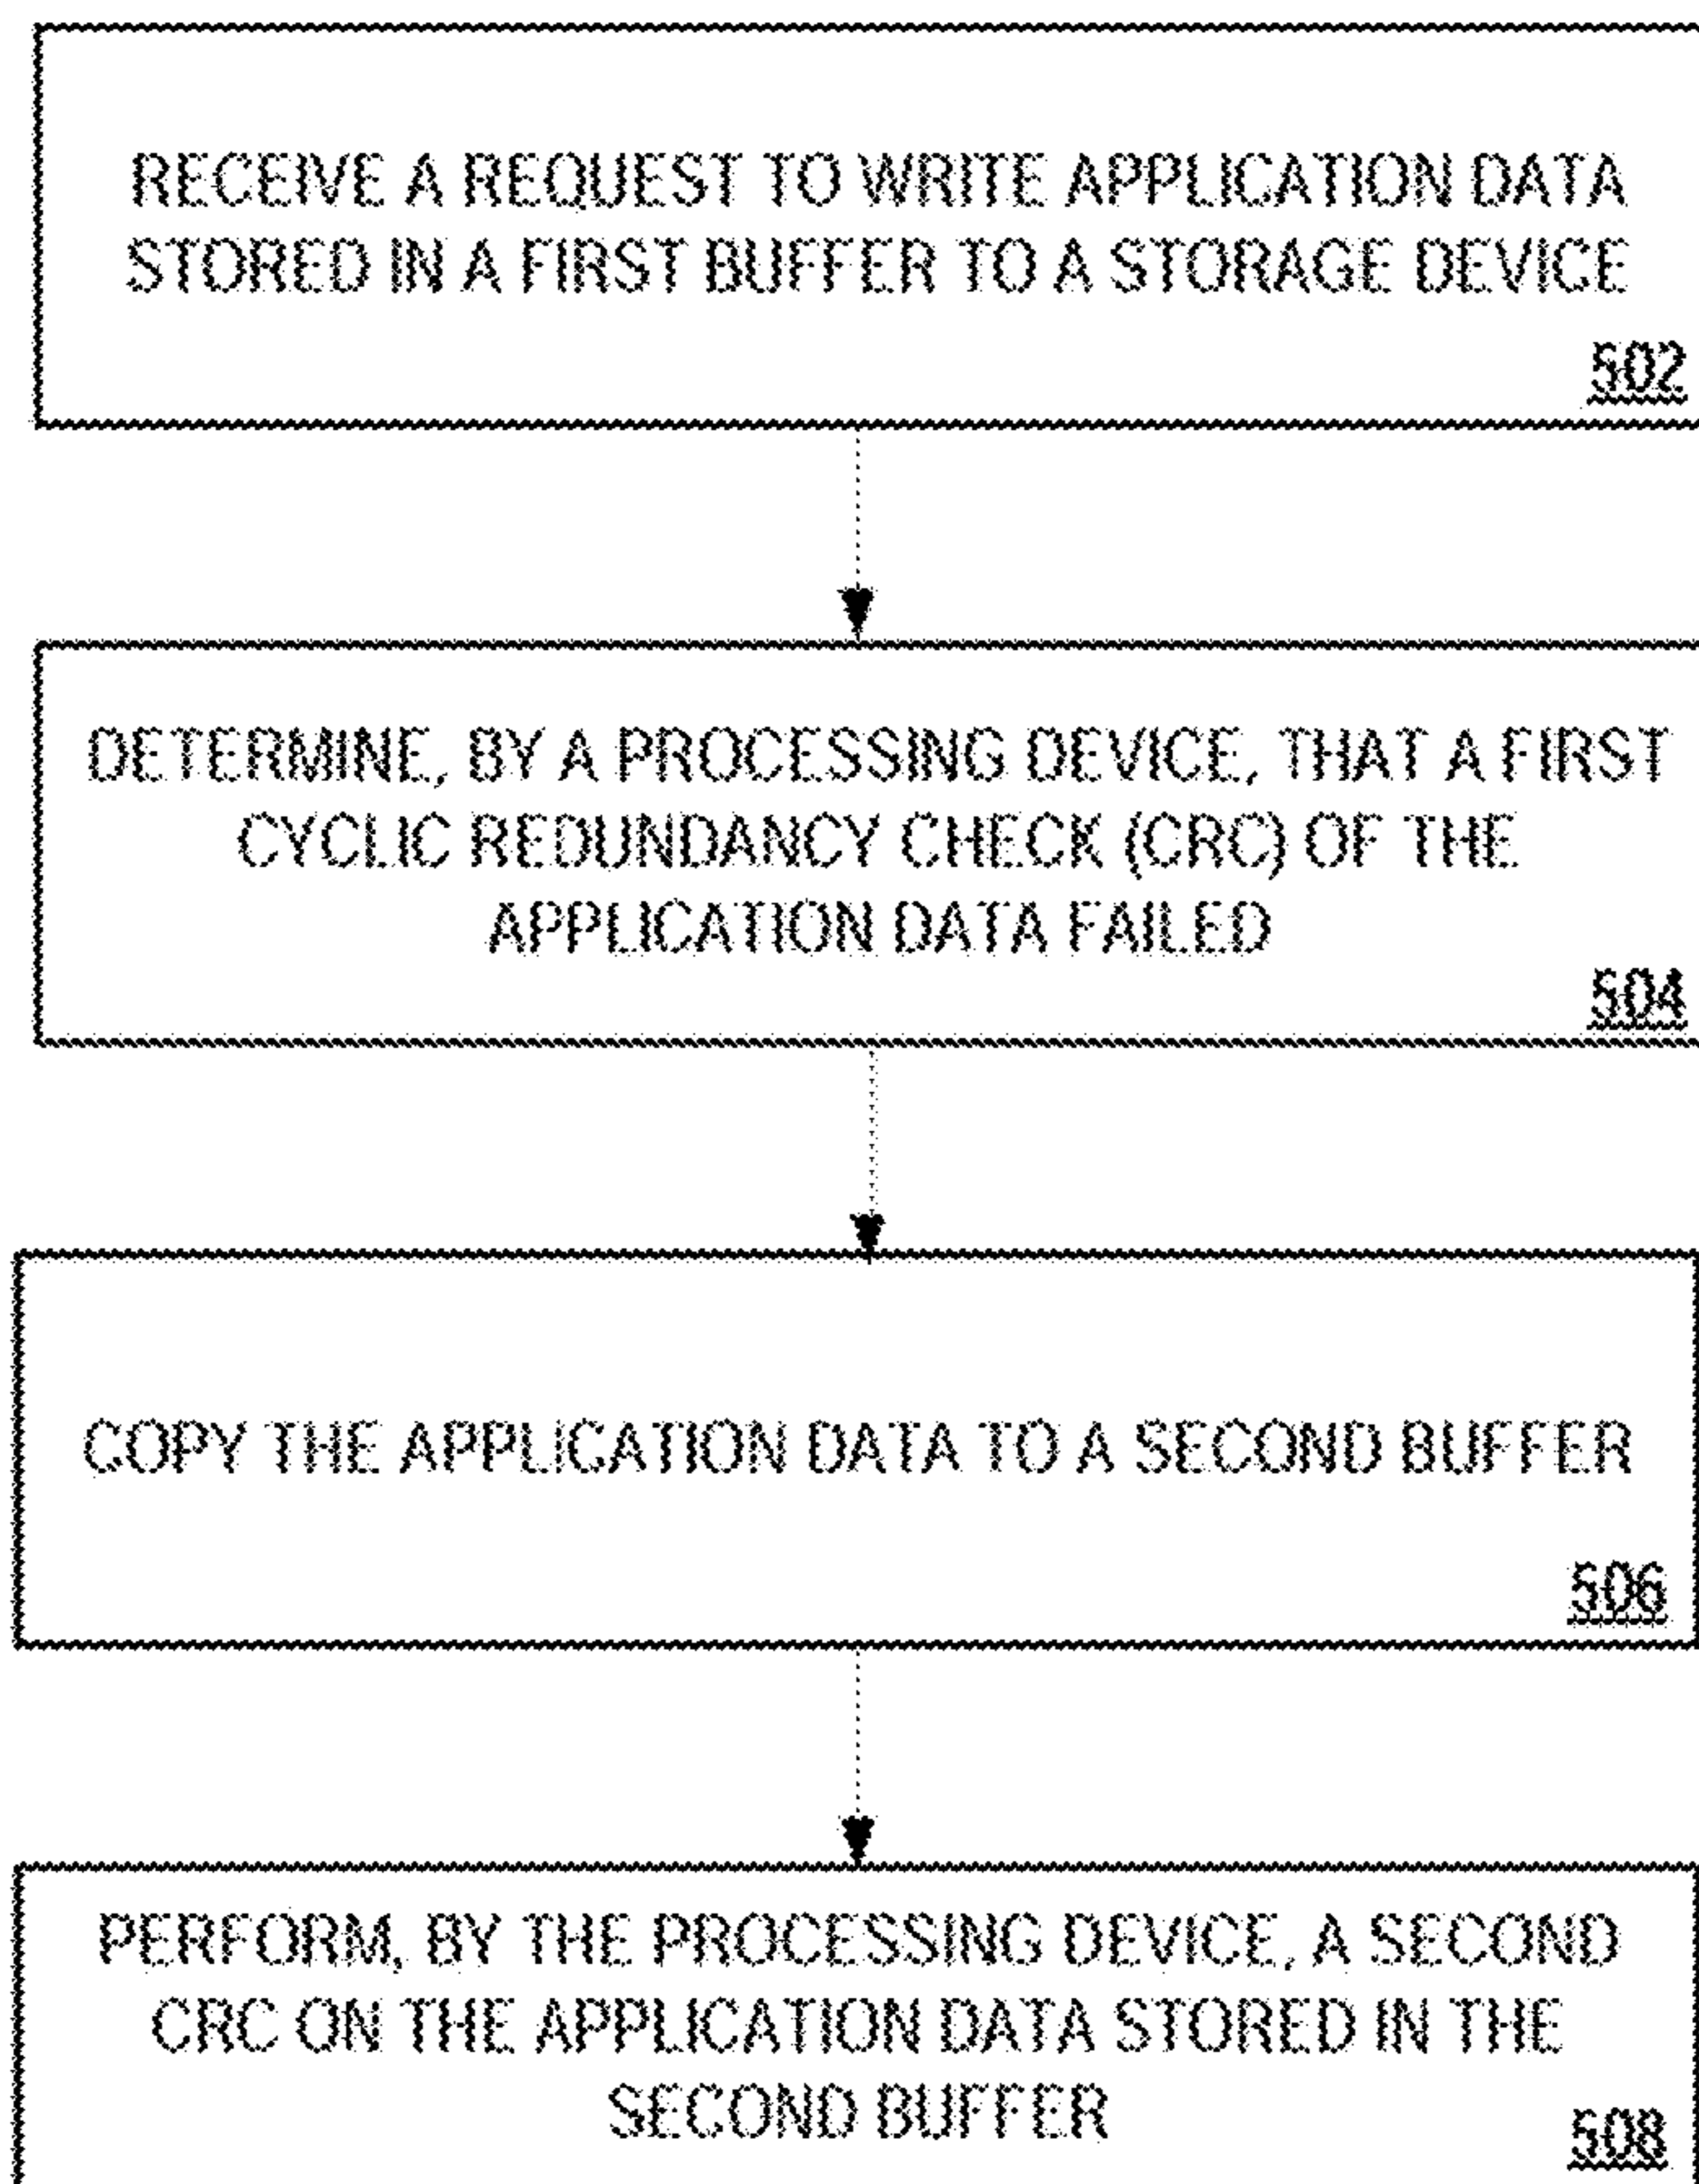 RECEIVE A REQUEST TO WRITE APPLICATION DATA
STORED IN A FIRST BUFFER TO A STORAGE DEVICE
502
DETERMINE, BY A PROCESSING DEVICE, THAT A FIRST
CYCLIC REDUNDANCY CHECK (CRC) OF THE
APPLICATION DATA FAILED
504
COPY THE APPLICATION DATA TO A SECOND BUFFER
506
PERFORM, BY THE PROCESSING DEVICE, A SECOND
CRC ON THE APPLICATION DATA STORED IN THE
SECOND BUFFER
508